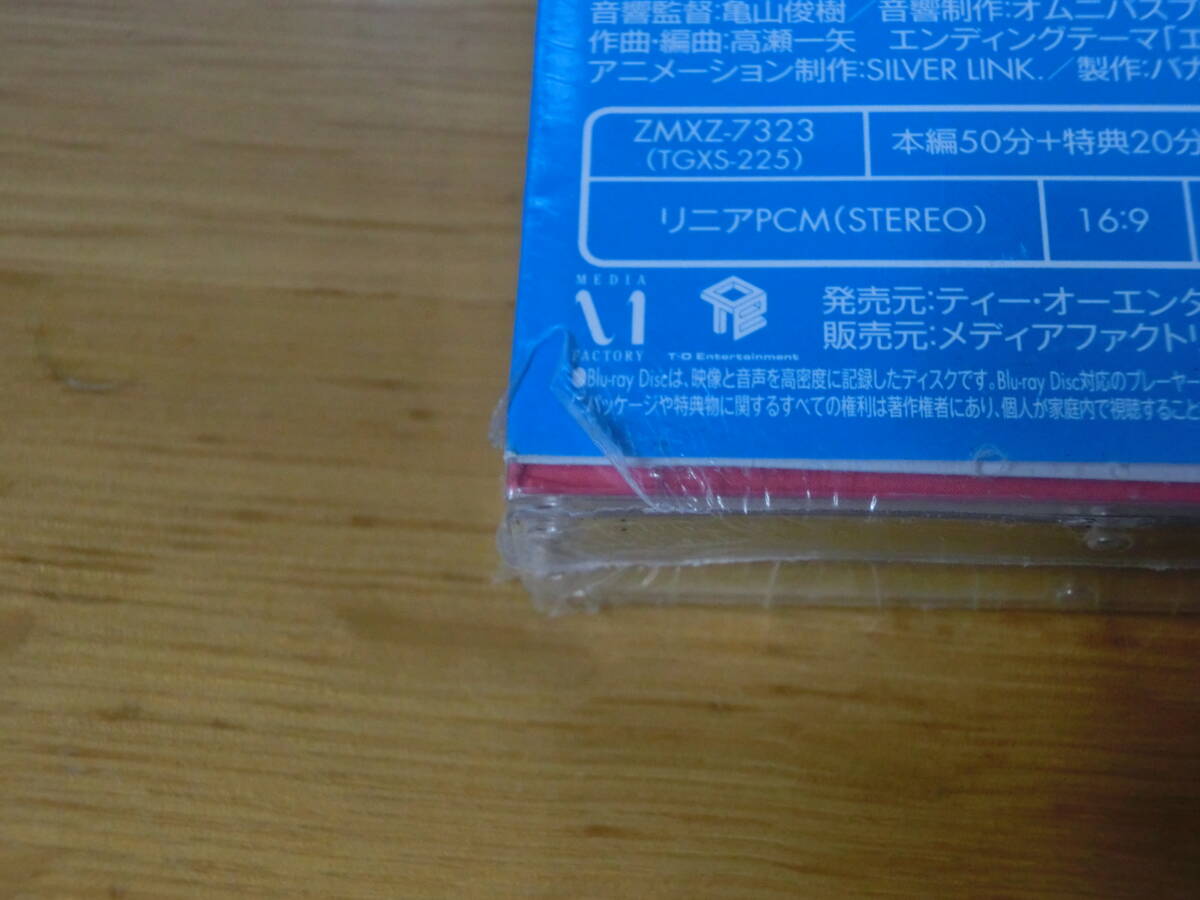 音響監督:亀山俊樹／音響制作:オムニバスプ
作曲・編曲:高瀬一矢　エンディングテーマ「エ
アニメーション制作:SILVER LINK.／製作:バナ
ZMXZ-7323
(TGXS-225)
本編50分+特典20分
リニアPCM(STEREO)
16:9
MEDIA
FACTORY
T・O Entertainment
発売元:ティー・オーエンタ
販売元:メディアファクトリ
●Blu-ray Discは、映像と音声を高密度に記録したディスクです。Blu-ray Disc対応のプレーヤー
パッケージや特典物に関するすべての権利は著作権者にあり、個人が家庭内で視聴すること